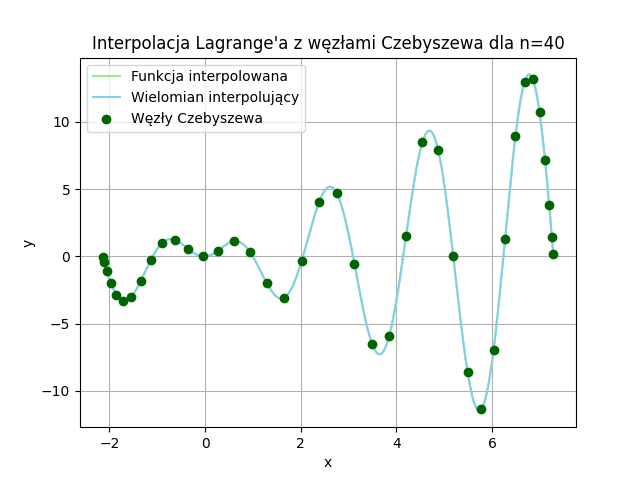 Interpolacja Lagrange'a z węzłami Czebyszewa dla n=40
Funkcja interpolowana
Wielomian interpolujący
Węzły Czebyszewa
10
5
0
−5
−10
y
−2 0 2 4 6
x